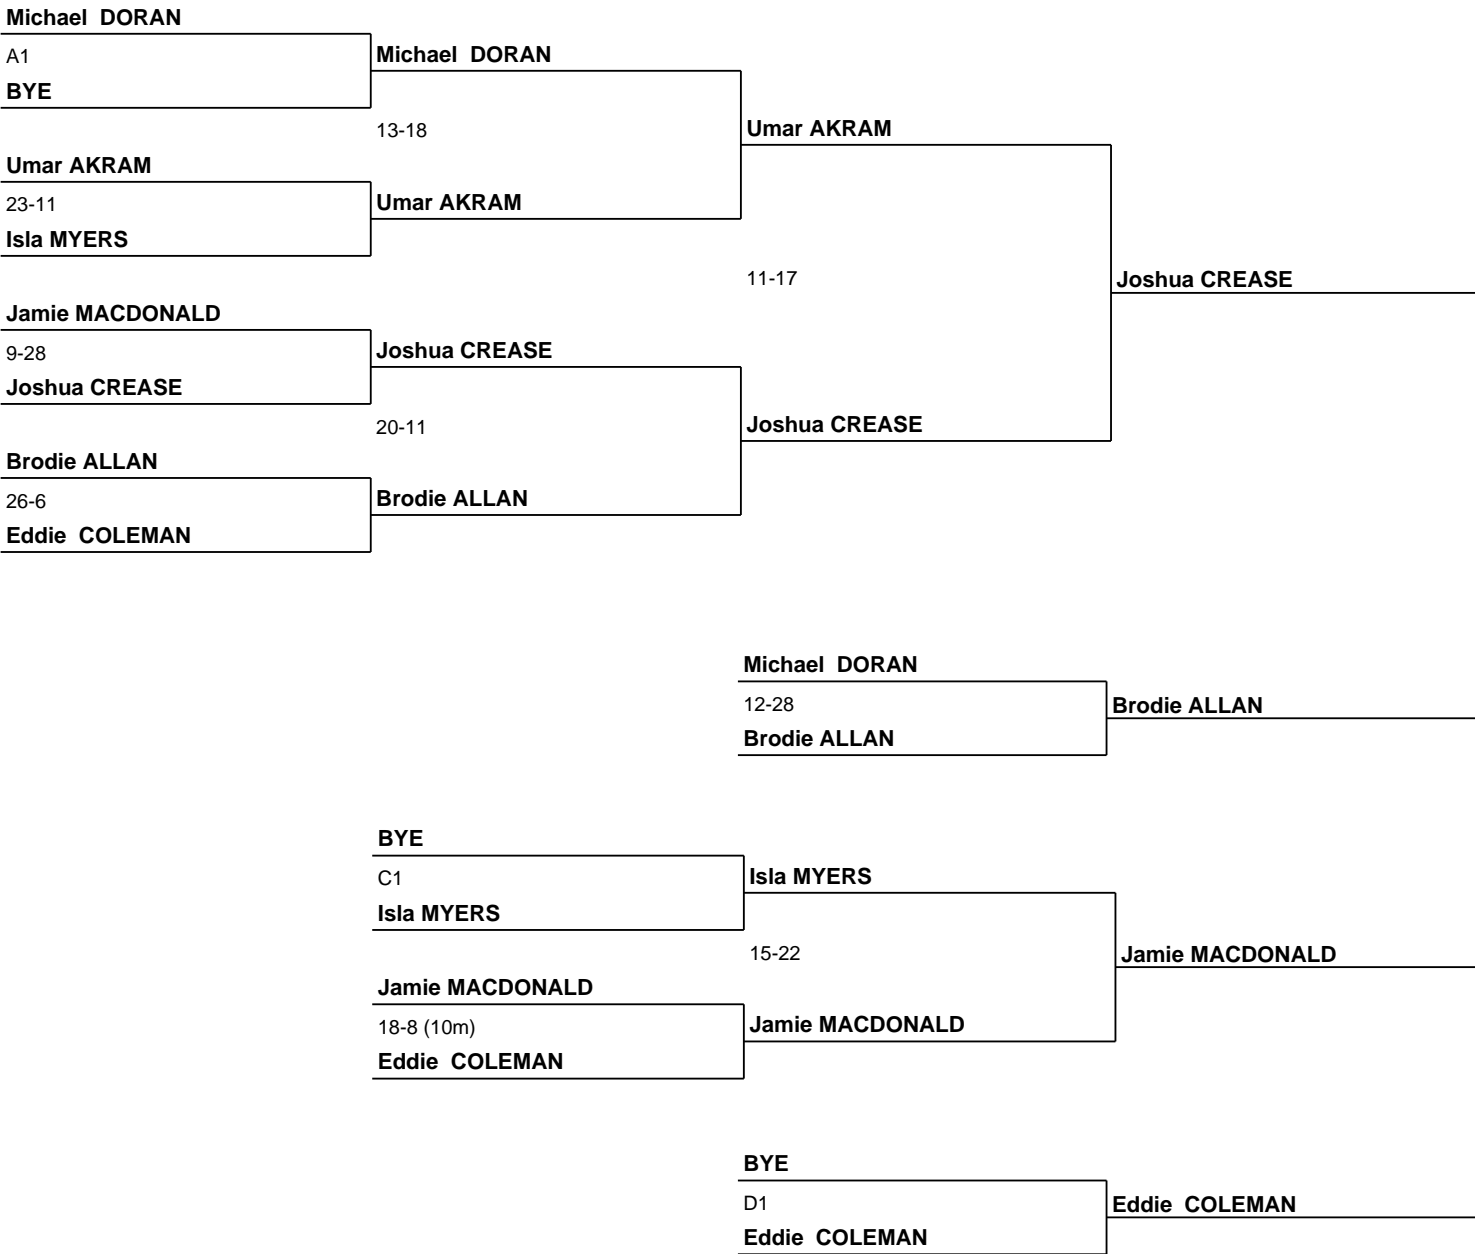 Michael  DORAN
A1
BYE
Michael  DORAN
13-18
Umar AKRAM
23-11
Isla MYERS
Umar AKRAM
Umar AKRAM
11-17
Joshua CREASE
Jamie MACDONALD
9-28
Joshua CREASE
Joshua CREASE
20-11
Brodie ALLAN
26-6
Eddie  COLEMAN
Brodie ALLAN
Joshua CREASE
Michael  DORAN
12-28
Brodie ALLAN
Brodie ALLAN
BYE
C1
Isla MYERS
Isla MYERS
15-22
Jamie MACDONALD
18-8 (10m)
Eddie  COLEMAN
Jamie MACDONALD
Jamie MACDONALD
BYE
D1
Eddie  COLEMAN
Eddie  COLEMAN